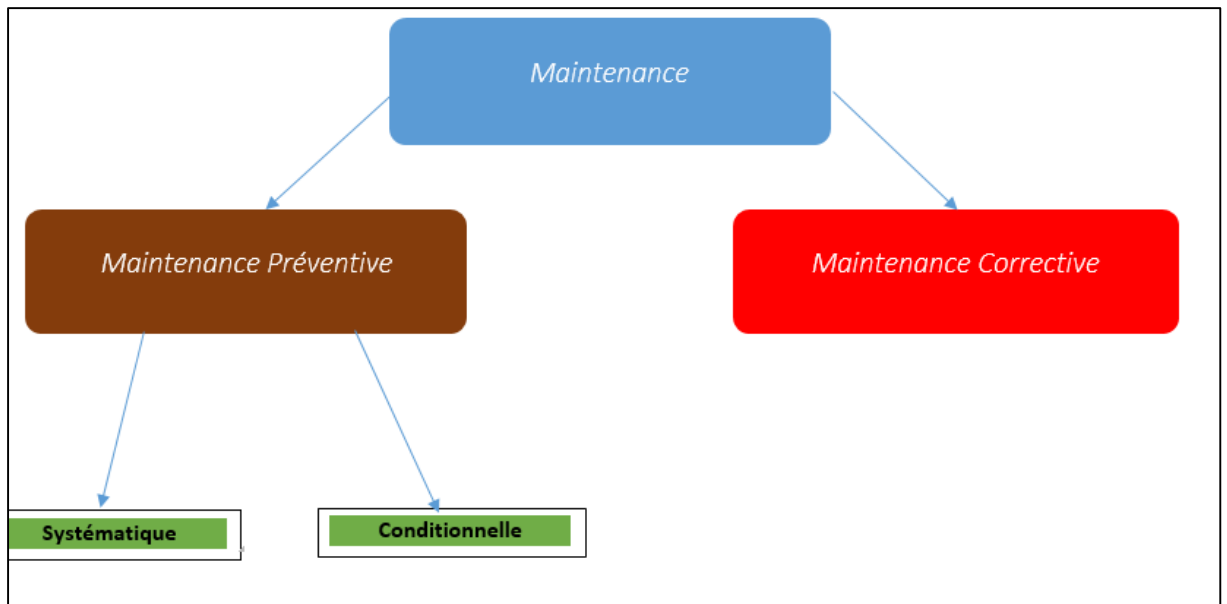 Maintenance
Maintenance Préventive
Maintenance Corrective
Systématique
Conditionnelle